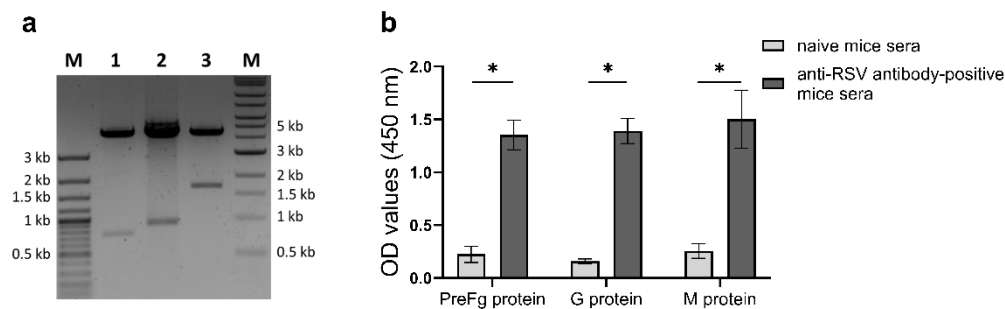 a
M 1 2 3 M
3 kb
2 kb
1.5 kb
1 kb
0.5 kb
5 kb
3 kb
2 kb
1.5 kb
1 kb
0.5 kb
b
naive mice sera
anti-RSV antibody-positive
mice sera
OD values (450 nm)
2.0
1.5
1.0
0.5
0.0
* * *
PreFg protein G protein M protein